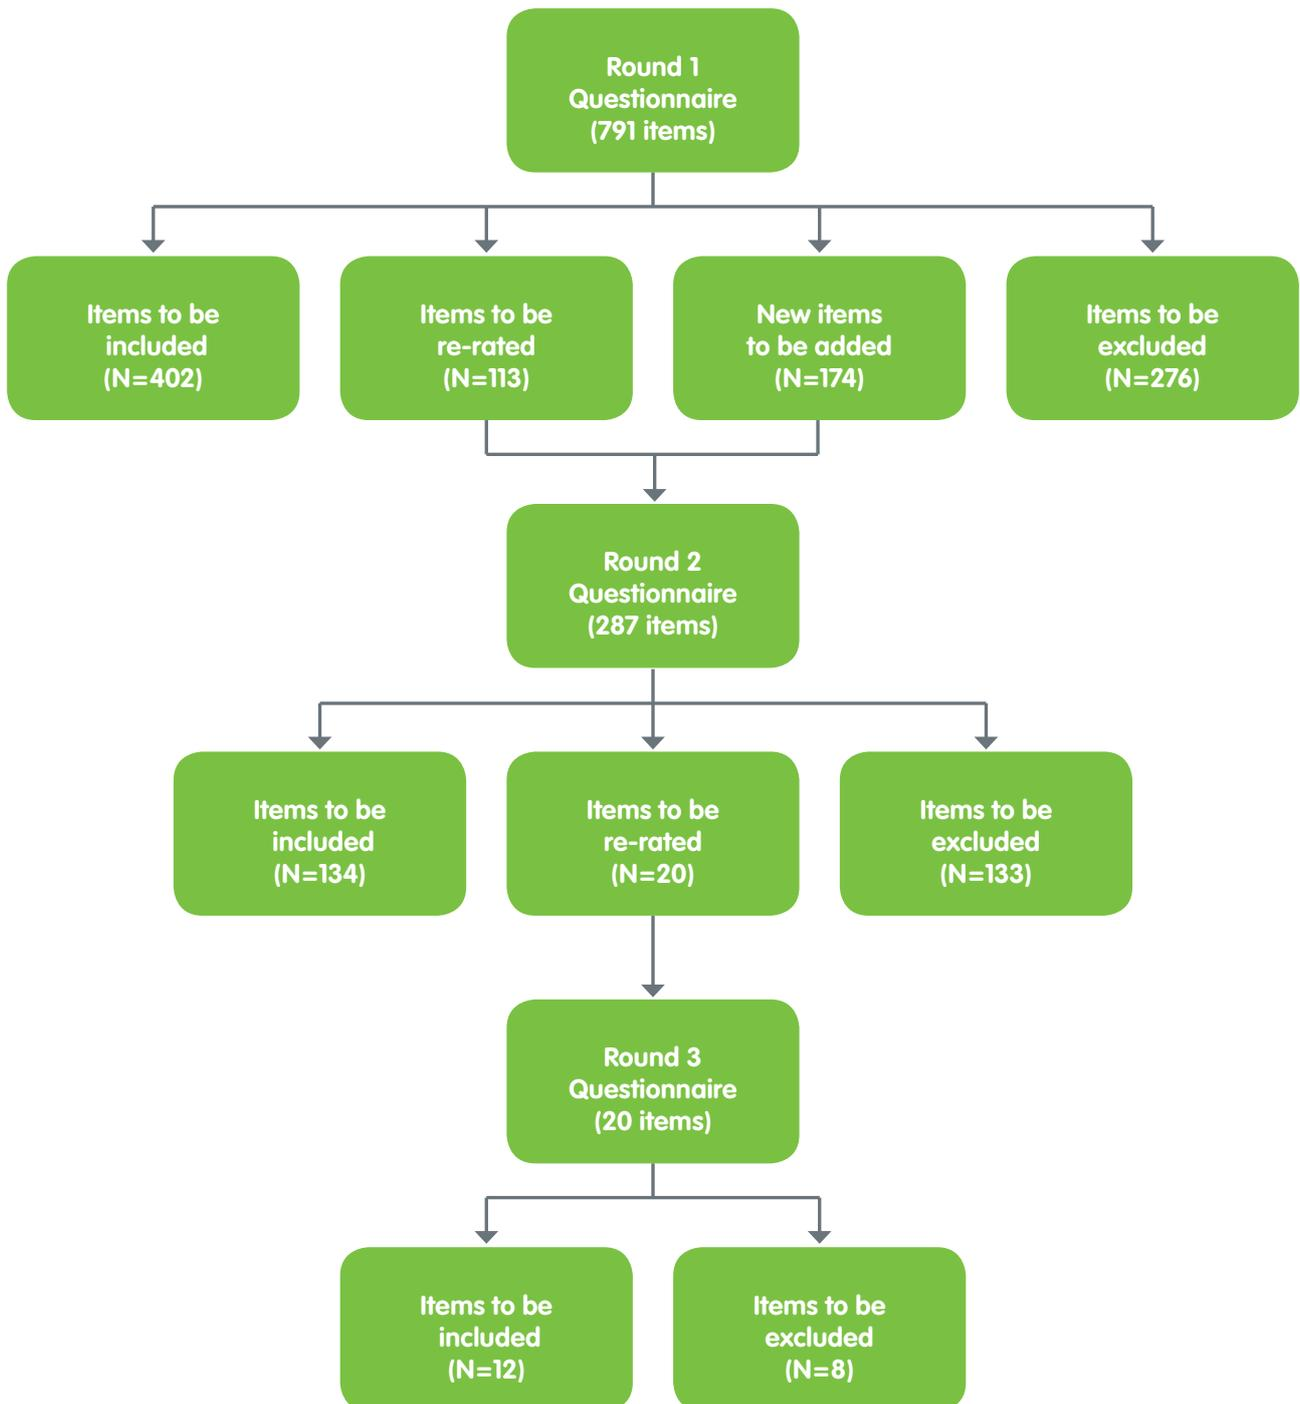 Round 1
Questionnaire
(791 items)
Items to be
included
(N=402)
Items to be
re-rated
(N=113)
New items
to be added
(N=174)
Items to be
excluded
(N=276)
Round 2
Questionnaire
(287 items)
Items to be
included
(N=134)
Items to be
re-rated
(N=20)
Items to be
excluded
(N=133)
Round 3
Questionnaire
(20 items)
Items to be
included
(N=12)
Items to be
excluded
(N=8)